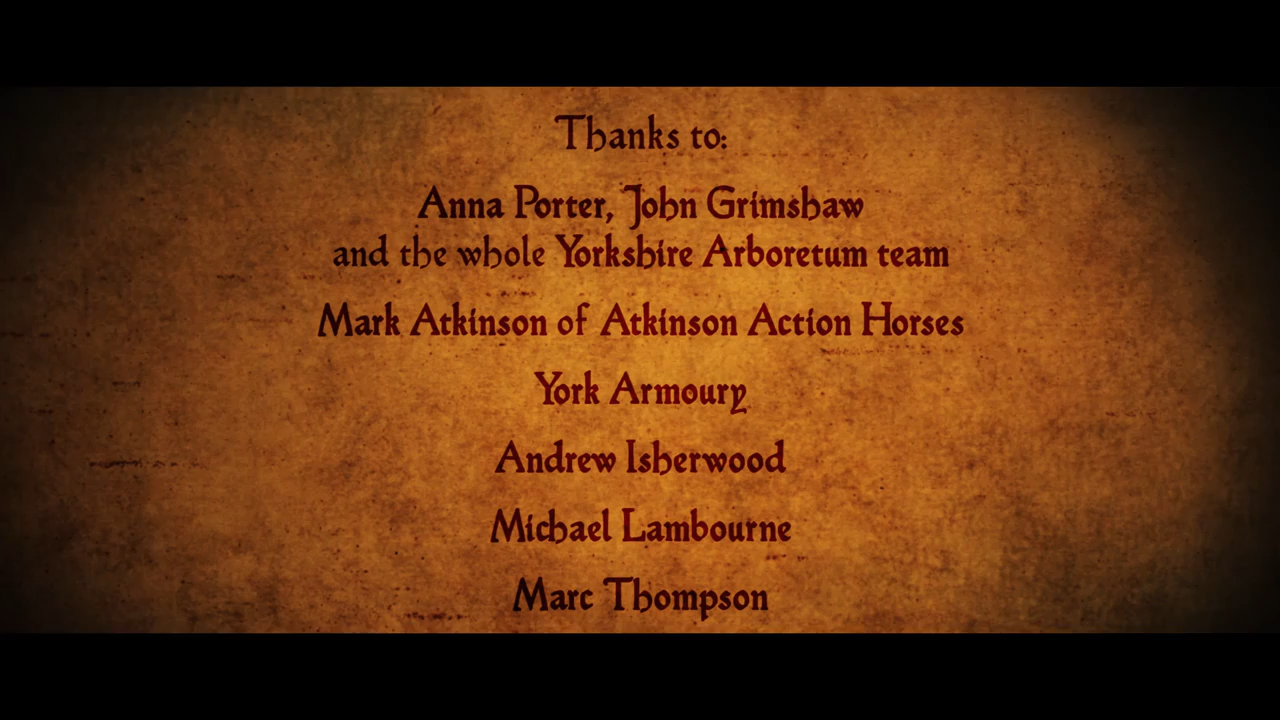 Thanks to:
Anna Porter, John Grimshaw
and the whole Yorkshire Arboretum team
Mark Atkinson of Atkinson Action Horses
York Armoury
Andrew Isherwood
Michael Lambourne
Marc Thompson